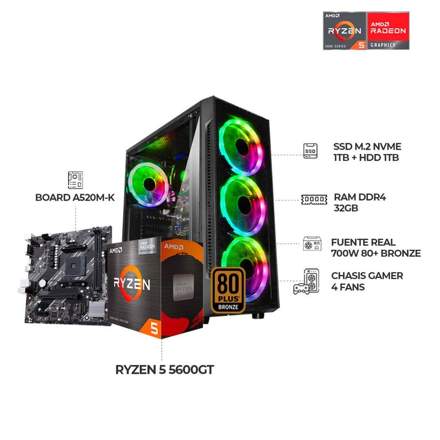 AMD
RYZEN
5
AMD
RADEON
GRAPHICS
SSD
SSD M.2 NVME
1TB + HDD 1TB
BOARD A520M-K
RAM DDR4
32GB
FUENTE REAL
700W 80+ BRONZE
CHASIS GAMER
4 FANS
AMD
RYZEN
5
80
PLUS
BRONZE
RYZEN 5 5600GT